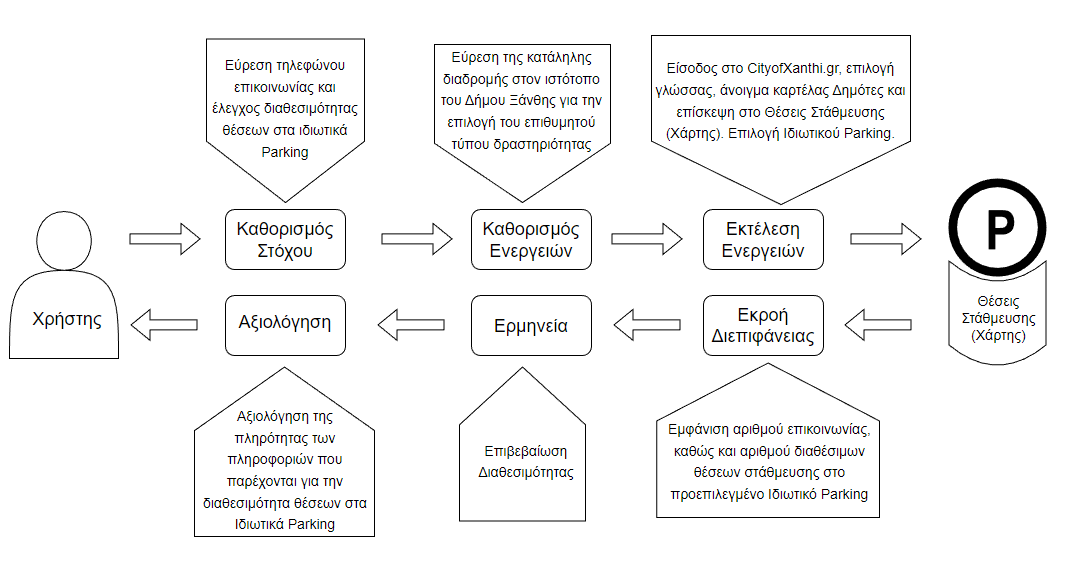 Εύρεση τηλεφώνου
επικοινωνίας και
έλεγχος διαθεσιμότητας
θέσεων στα ιδιωτικά
Parking
Εύρεση της κατάληλης
διαδρομής στον ιστότοπο
του Δήμου Ξάνθης για την
επιλογή του επιθυμητού
τύπου δραστηριότητας
Είσοδος στο CityofXanthi.gr, επιλογή
γλώσσας, άνοιγμα καρτέλας Δημότες και
επίσκεψη στο Θέσεις Στάθμευσης
(Χάρτης). Επιλογή Ιδιωτικού Parking.
Χρήστης
Καθορισμός
Στόχου
Καθορισμός
Ενεργειών
Εκτέλεση
Ενεργειών
P
Θέσεις
Στάθμευσης
(Χάρτης)
Αξιολόγηση
Ερμηνεία
Εκροή
Διεπιφάνειας
Αξιολόγηση της
πληρότητας των
πληροφοριών που
παρέχονται για την
διαθεσιμότητα θέσεων στα
Ιδιωτικά Parking
Επιβεβαίωση
Διαθεσιμότητας
Εμφάνιση αριθμού επικοινωνίας,
καθώς και αριθμού διαθέσιμων
θέσεων στάθμευσης στο
προεπιλεγμένο Ιδιωτικό Parking